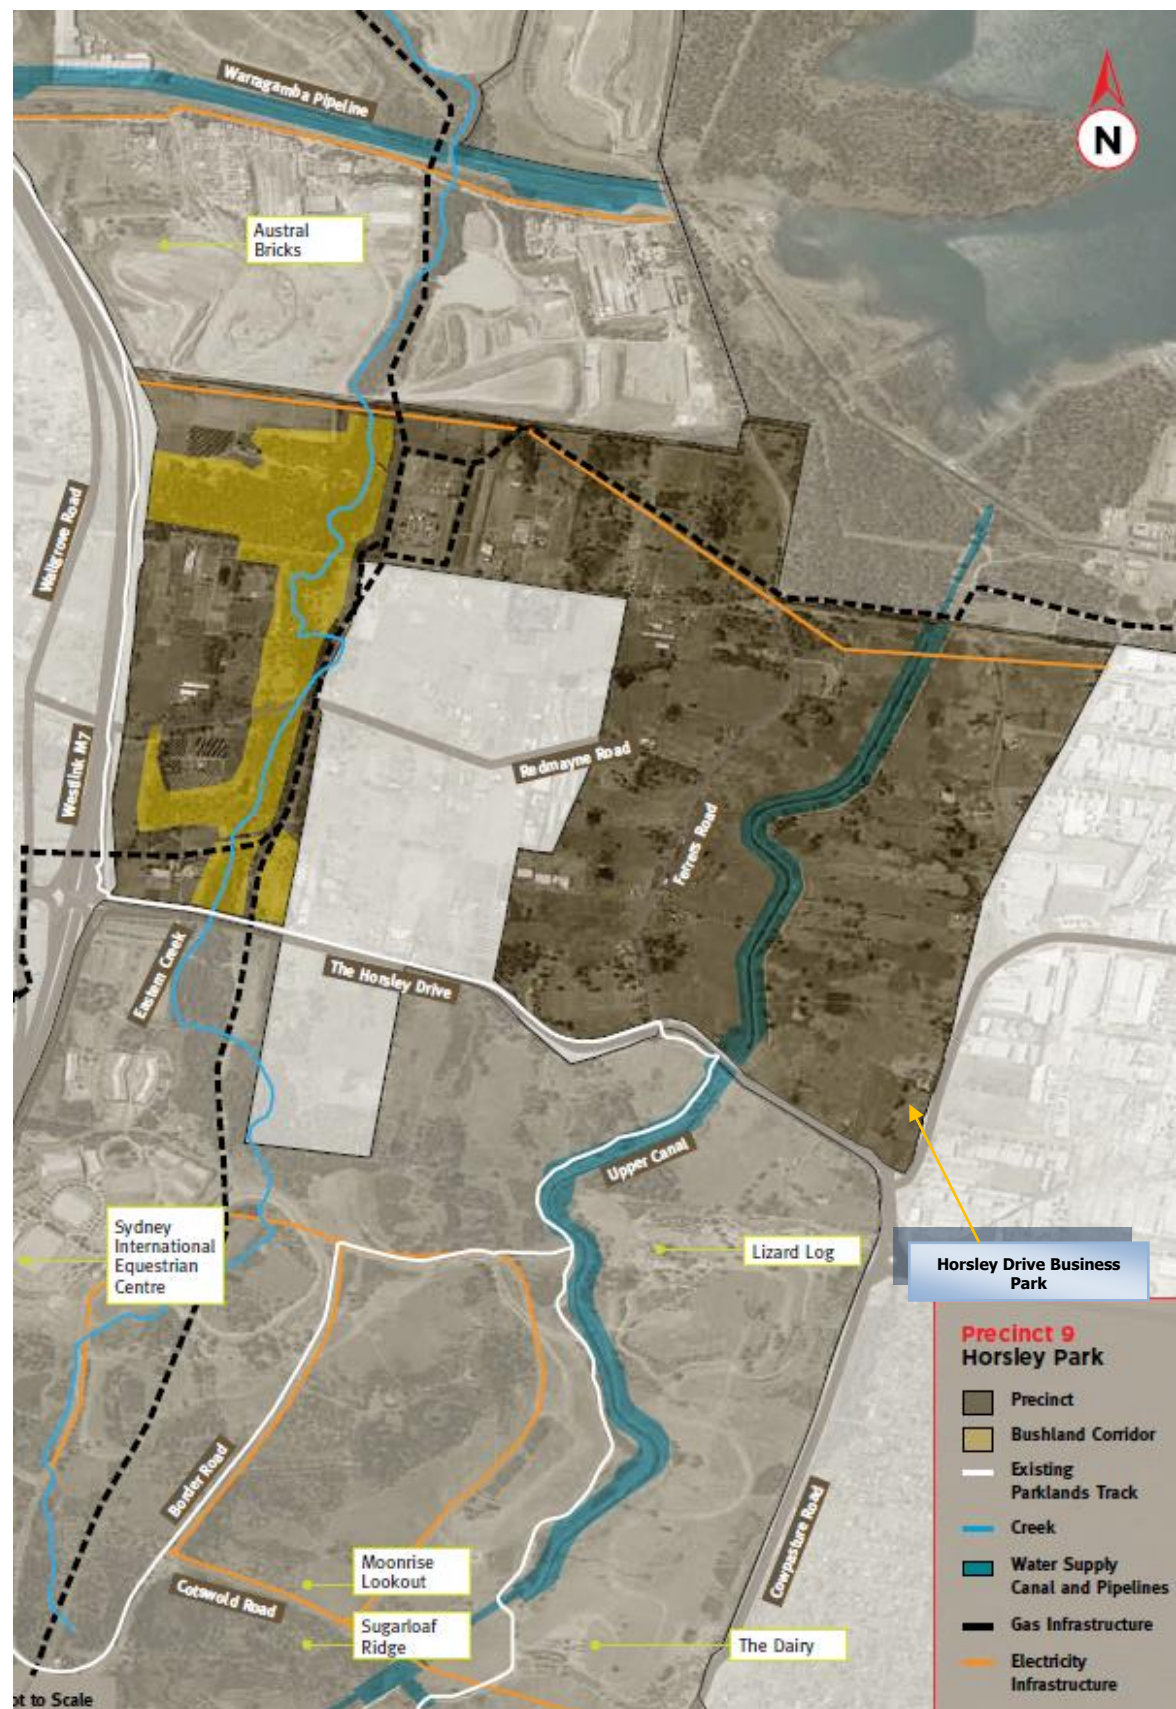 Warragamba Pipeline
N
Austral
Bricks
Wallgrove Road
Westlink M7
Redmayne Road
Ferrers Road
Eastern Creek
The Horsley Drive
Upper Canal
Sydney
International
Equestrian
Centre
Lizard Log
Horsley Drive Business
Park
Border Road
Cowpasture Road
Moonrise
Lookout
Cotswold Road
Sugarloaf
Ridge
The Dairy
ot to Scale
Precinct 9
Horsley Park
Precinct
Bushland Corridor
Existing
Parklands Track
Creek
Water Supply
Canal and Pipelines
Gas Infrastructure
Electricity
Infrastructure